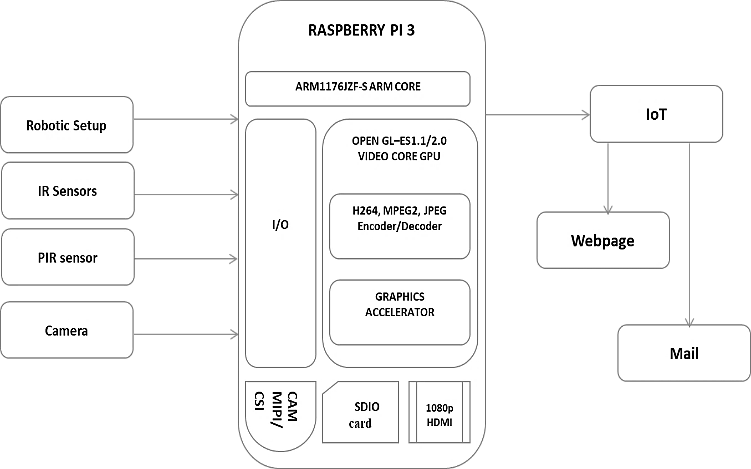 RASPBERRY PI 3
ARM1176JZF-S ARM CORE
Robotic Setup
IR Sensors
PIR sensor
Camera
I/O
OPEN GL–ES1.1/2.0
VIDEO CORE GPU
H264, MPEG2, JPEG
Encoder/Decoder
GRAPHICS
ACCELERATOR
CAM
MIPI/
CSI
SDIO
card
1080p
HDMI
IoT
Webpage
Mail